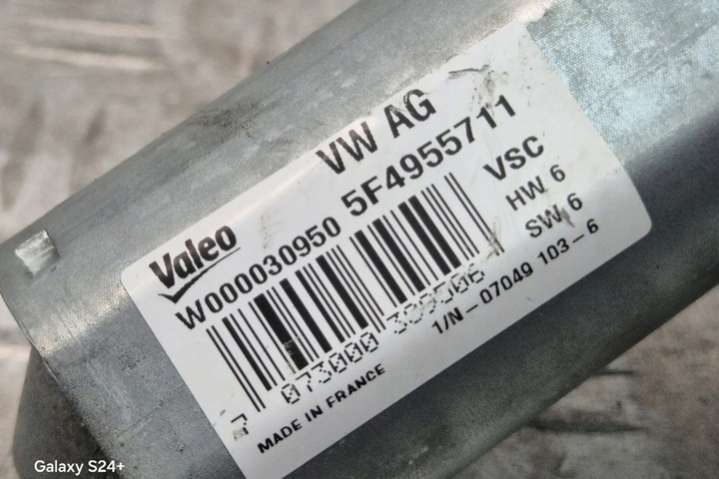 VW AG
Valeo
W000030950 5F4955711
VSC
HW 6
SW 6
7 073000 309506
1/N-07049 103-6
MADE IN FRANCE
Galaxy S24+